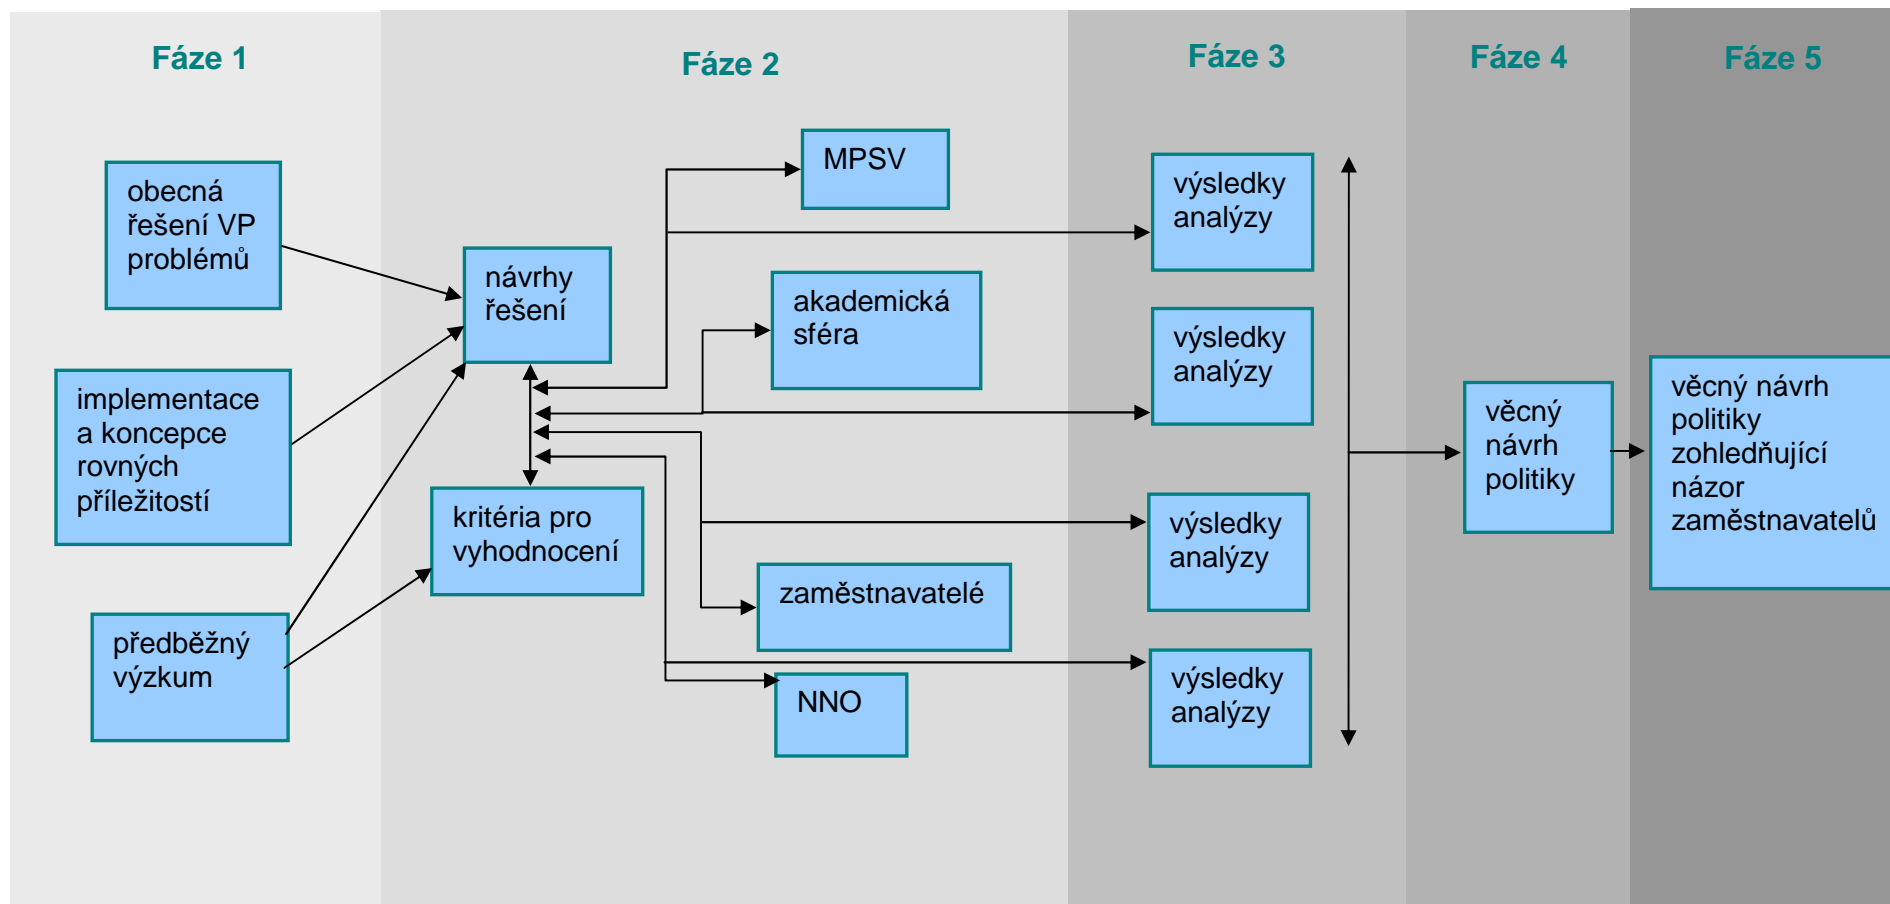 Fáze 1
Fáze 2
Fáze 3
Fáze 4
Fáze 5
obecná
řešení VP
problémů
implementace
a koncepce
rovných
příležitostí
předběžný
výzkum
návrhy
řešení
kritéria pro
vyhodnocení
MPSV
akademická
sféra
zaměstnavatelé
NNO
výsledky
analýzy
výsledky
analýzy
výsledky
analýzy
výsledky
analýzy
věcný
návrh
politiky
věcný návrh
politiky
zohledňující
názor
zaměstnavatelů